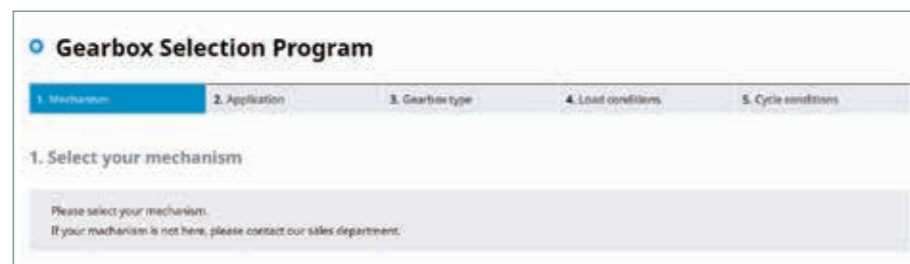 Gearbox Selection Program
1. Mechanism
2. Application
3. Gearbox type
4. Load conditions
5. Cycle conditions
1. Select your mechanism
Please select your mechanism.
If your mechanism is not here, please contact our sales department.